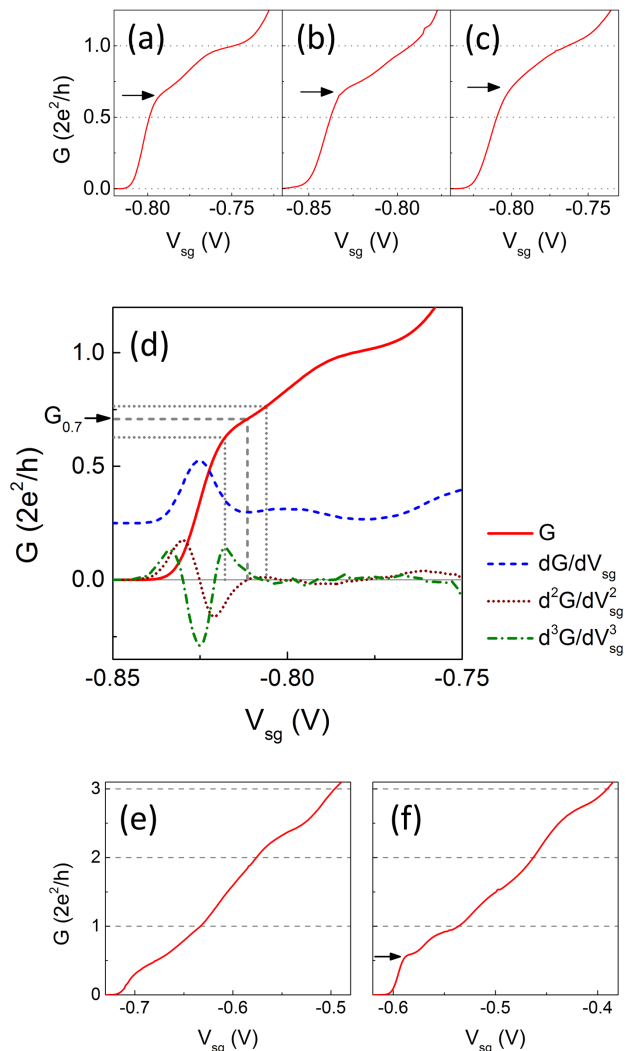 (a) (b) (c)
G (2e²/h)
1.0
0.5
0.0
-0.80 -0.75 -0.85 -0.80 -0.80 -0.75
V_sg (V) V_sg (V) V_sg (V)
(d)
G (2e²/h)
1.0
G_0.7
0.5
0.0
-0.85 -0.80 -0.75
V_sg (V)
G
dG/dV_sg
d²G/dV²_sg
d³G/dV³_sg
(e) (f)
G (2e²/h)
3
2
1
0
-0.7 -0.6 -0.5 -0.6 -0.5 -0.4
V_sg (V) V_sg (V)